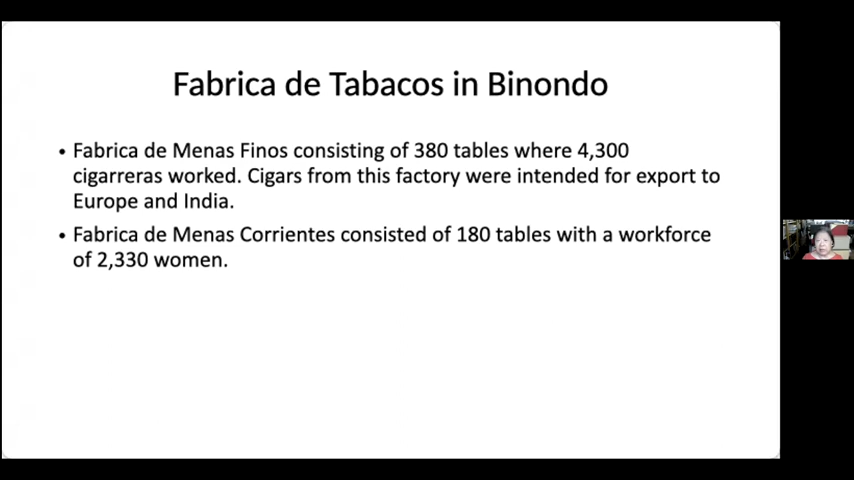 Fabrica de Tabacos in Binondo
• Fabrica de Menas Finos consisting of 380 tables where 4,300
cigarreras worked. Cigars from this factory were intended for export to
Europe and India.
• Fabrica de Menas Corrientes consisted of 180 tables with a workforce
of 2,330 women.